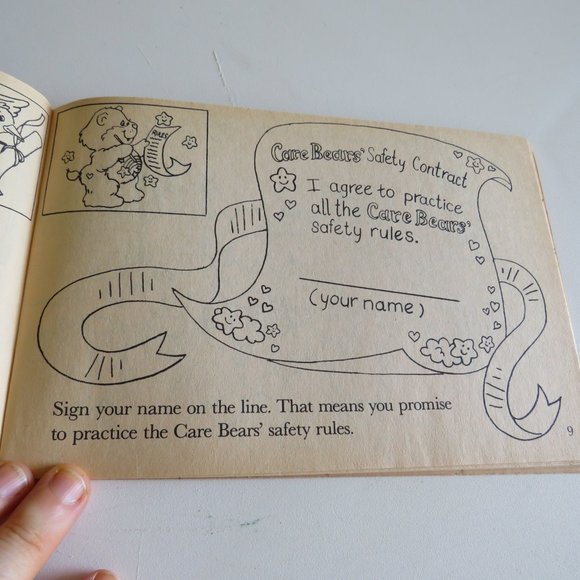 RULES
Care Bears' Safety Contract
I agree to practice
all the Care Bears'
safety rules.
(your name)
Sign your name on the line. That means you promise
to practice the Care Bears' safety rules.
9